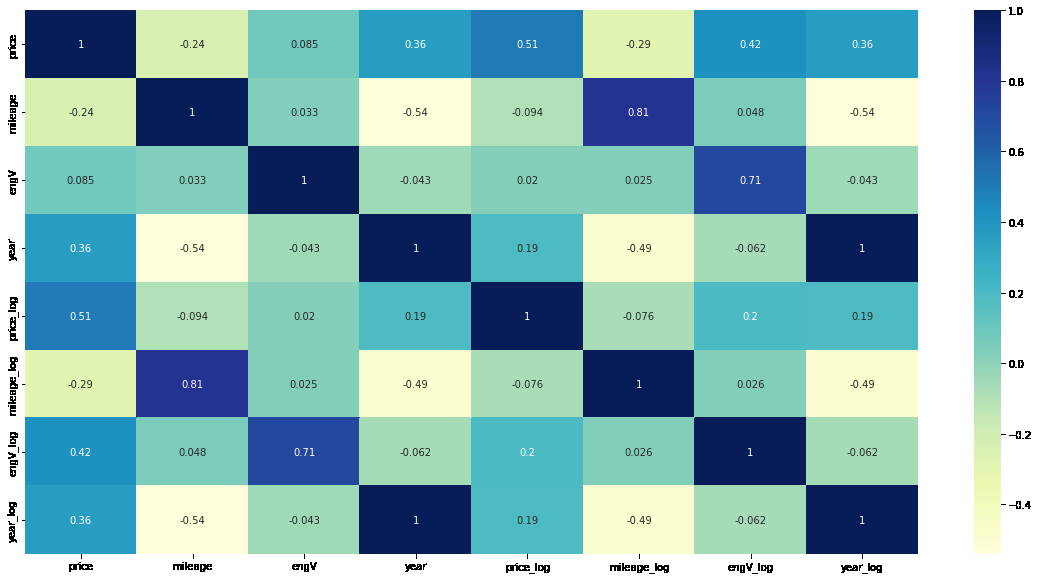 price 1 -0.24 0.085 0.36 0.51 -0.29 0.42 0.36
mileage -0.24 1 0.033 -0.54 -0.094 0.81 0.048 -0.54
engV 0.085 0.033 1 -0.043 0.02 0.025 0.71 -0.043
year 0.36 -0.54 -0.043 1 0.19 -0.49 -0.062 1
price_log 0.51 -0.094 0.02 0.19 1 -0.076 0.2 0.19
mileage_log -0.29 0.81 0.025 -0.49 -0.076 1 0.026 -0.49
engV_log 0.42 0.048 0.71 -0.062 0.2 0.026 1 -0.062
year_log 0.36 -0.54 -0.043 1 0.19 -0.49 -0.062 1
price mileage engV year price_log mileage_log engV_log year_log
1.0
0.8
0.6
0.4
0.2
0.0
−0.2
−0.4